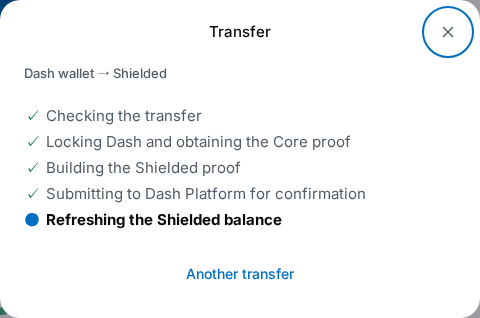 Transfer
Dash wallet → Shielded
✓ Checking the transfer
✓ Locking Dash and obtaining the Core proof
✓ Building the Shielded proof
✓ Submitting to Dash Platform for confirmation
Refreshing the Shielded balance
Another transfer